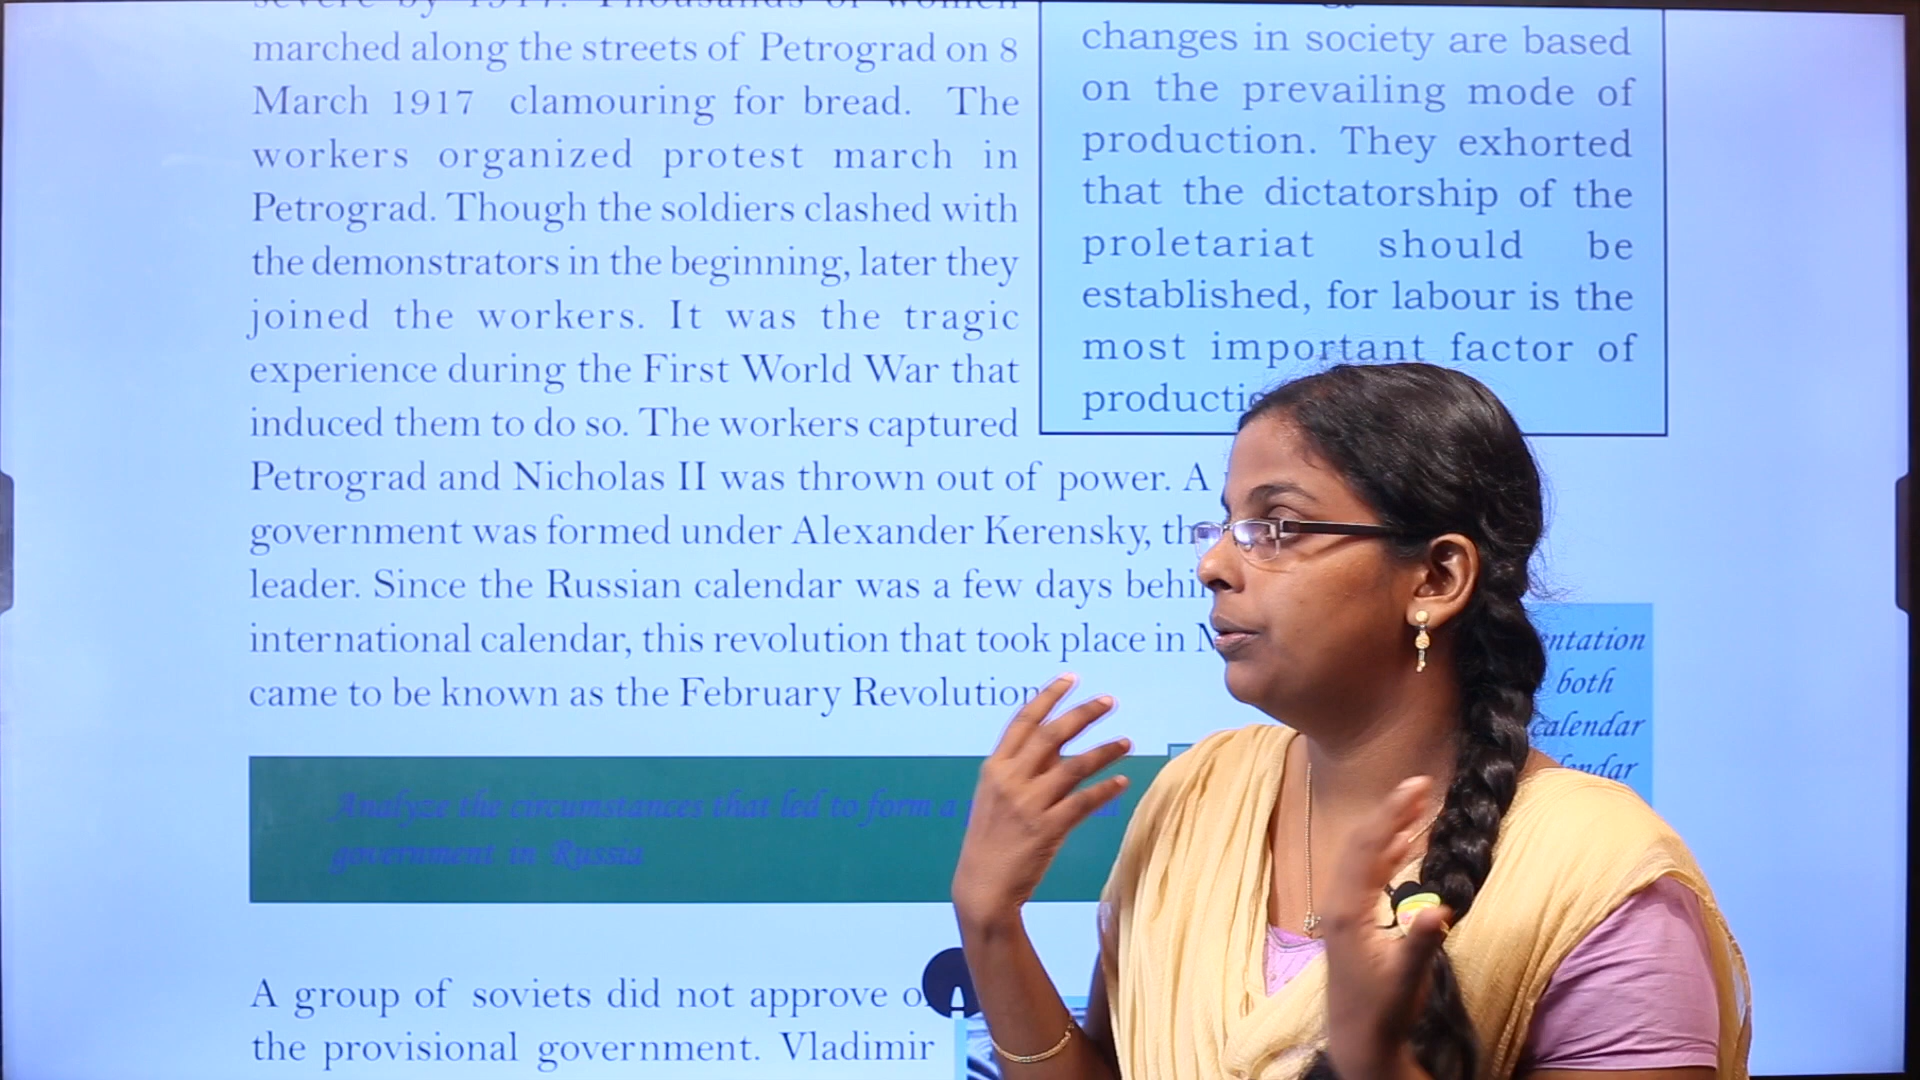 marched along the streets of Petrograd on 8
March 1917 clamouring for bread. The
workers organized protest march in
Petrograd. Though the soldiers clashed with
the demonstrators in the beginning, later they
joined the workers. It was the tragic
experience during the First World War that
induced them to do so. The workers captured
Petrograd and Nicholas II was thrown out of power. A
government was formed under Alexander Kerensky,
leader. Since the Russian calendar was a few days
international calendar, this revolution that took place in
came to be known as the February Revolution
changes in society are based
on the prevailing mode of
production. They exhorted
that the dictatorship of the
proletariat should be
established, for labour is the
most important factor of
both
calendar
Analyze the circumstances that led to form a
government in Russia
A group of soviets did not approve
the provisional government. Vladimir